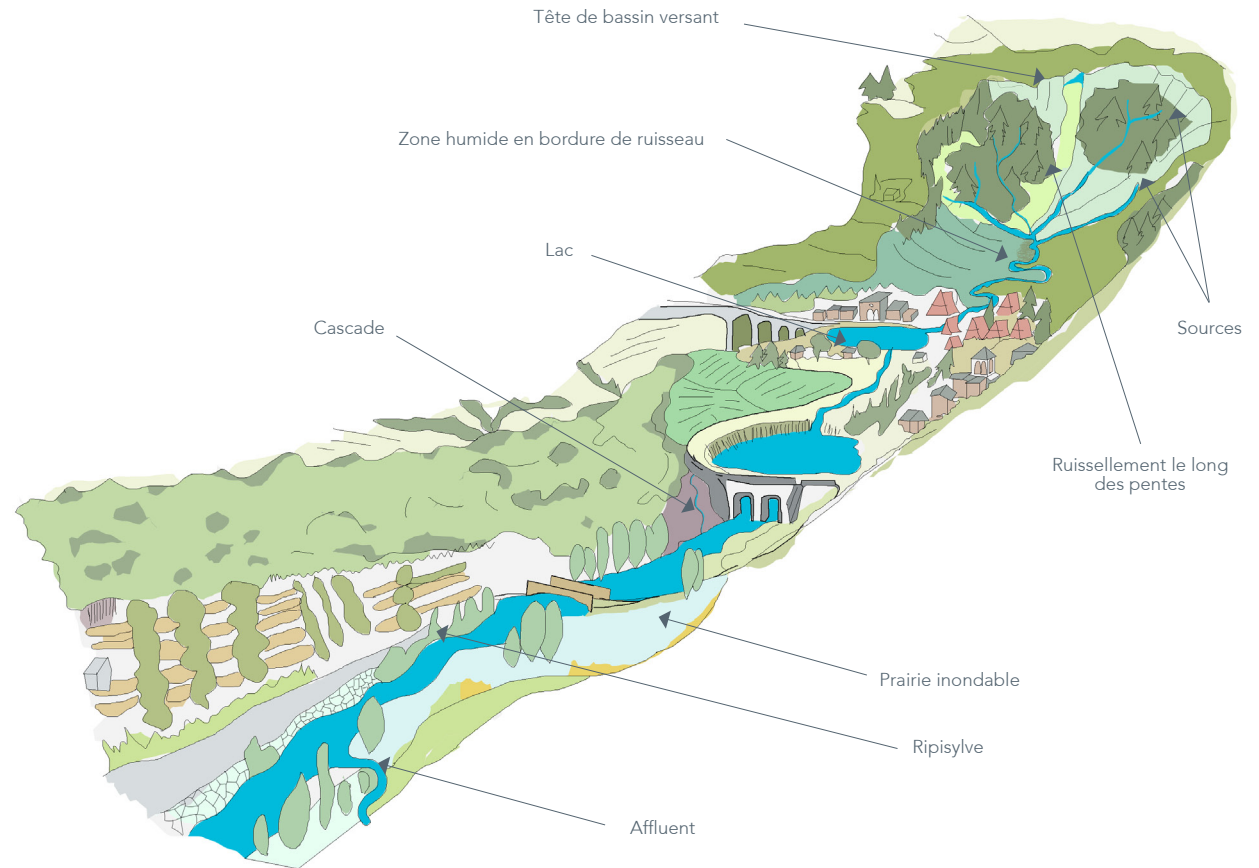 Tête de bassin versant
Zone humide en bordure de ruisseau
Lac
Cascade
Sources
Ruissellement le long
des pentes
Prairie inondable
Ripisylve
Affluent